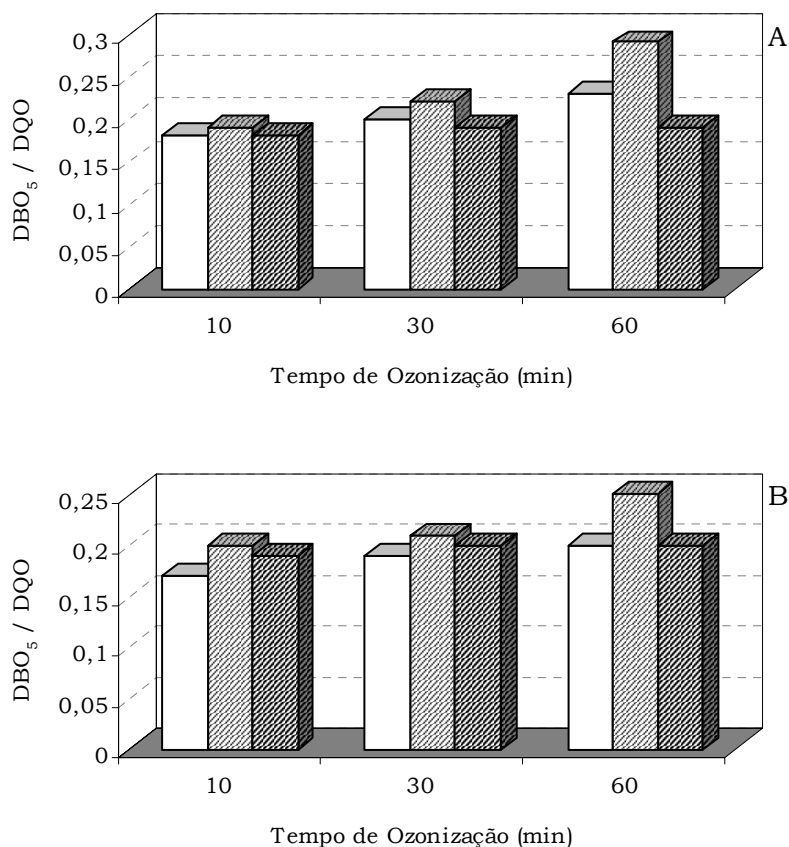 A
0,3
0,25
0,2
0,15
0,1
0,05
0
DBO₅ / DQO
10 30 60
Tempo de Ozonização (min)
B
0,25
0,2
0,15
0,1
0,05
0
DBO₅ / DQO
10 30 60
Tempo de Ozonização (min)